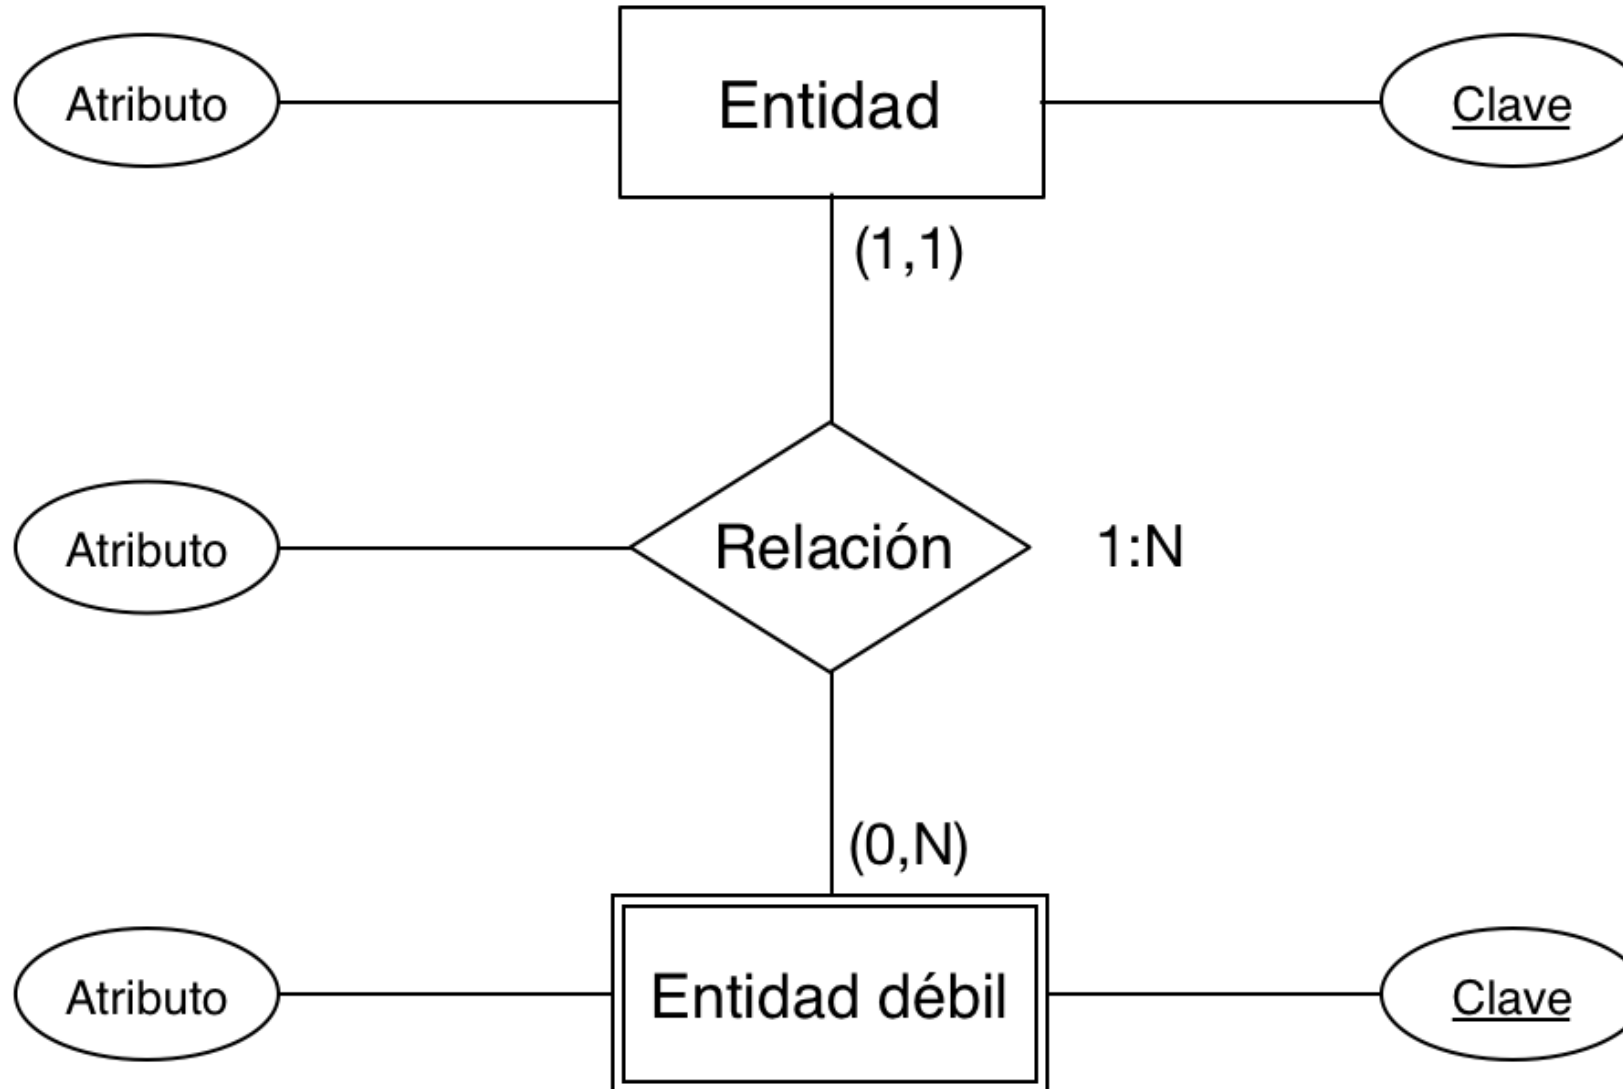 Atributo
Entidad
Clave
(1,1)
Atributo
Relación
1:N
(0,N)
Atributo
Entidad débil
Clave